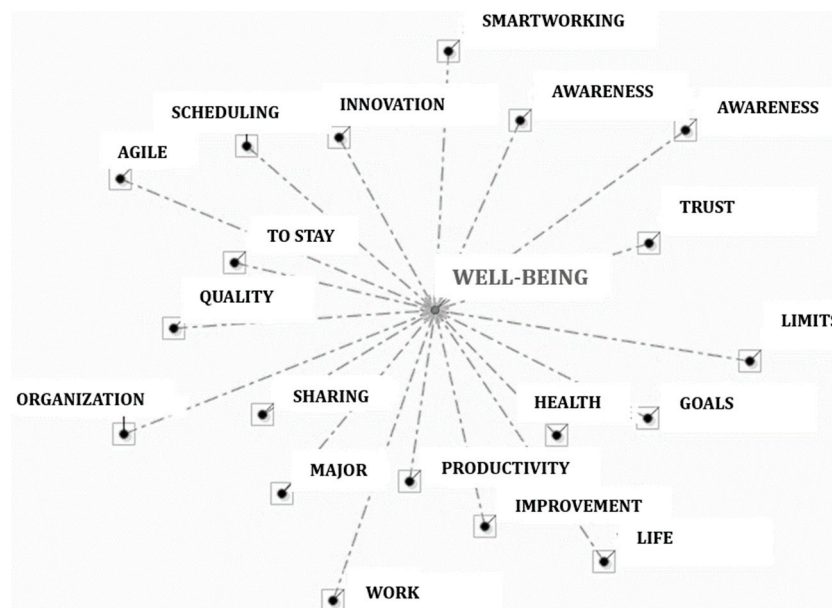 SMARTWORKING
AWARENESS
AWARENESS
INNOVATION
SCHEDULING
AGILE
TRUST
TO STAY
WELL-BEING
QUALITY
LIMITS
SHARING
HEALTH
GOALS
ORGANIZATION
MAJOR
PRODUCTIVITY
IMPROVEMENT
LIFE
WORK